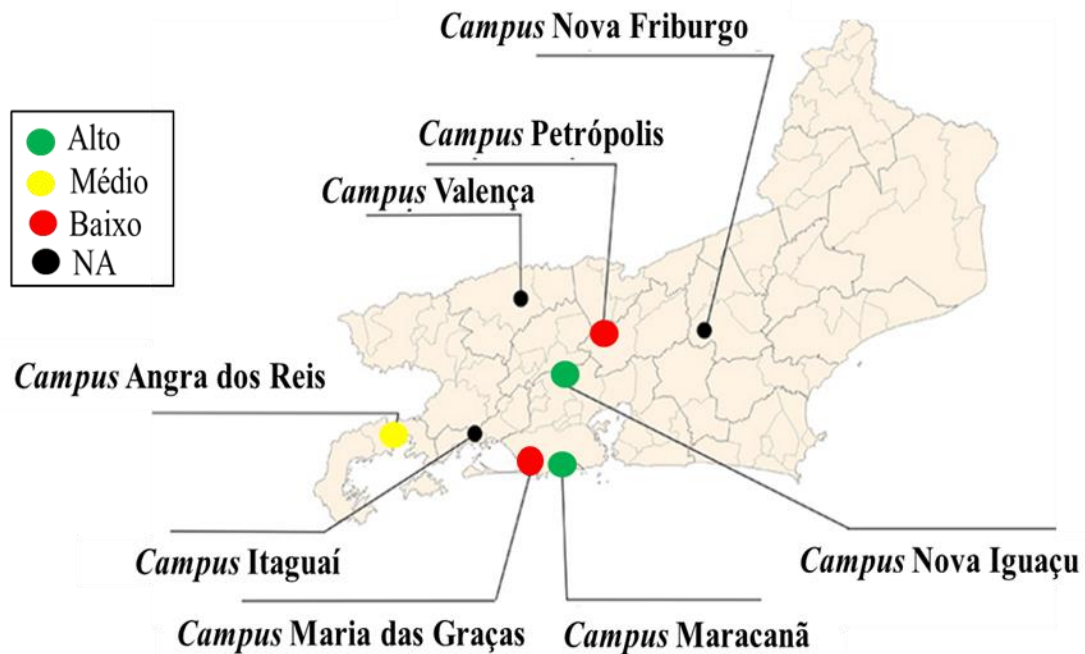 Campus Nova Friburgo
Alto
Médio
Baixo
NA
Campus Petrópolis
Campus Valença
Campus Angra dos Reis
Campus Itaguaí
Campus Nova Iguaçu
Campus Maria das Graças
Campus Maracanã